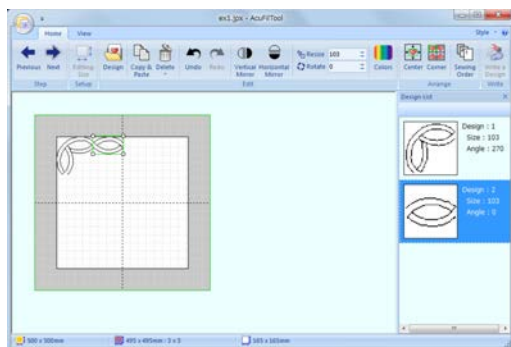 ex1.jpx - AcuFilTool
Home View Style
Previous Next Editing Size Design Copy & Paste Delete Undo Redo Vertical Mirror Horizontal Mirror Resize 103 Rotate 0 Colors Center Corner Sewing Order Write a Design
Step Setup Edit Arrange Write
Design List
Design : 1
Size : 103
Angle : 270
Design : 2
Size : 103
Angle : 0
500 x 500mm 495 x 495mm : 3 x 3 165 x 165mm